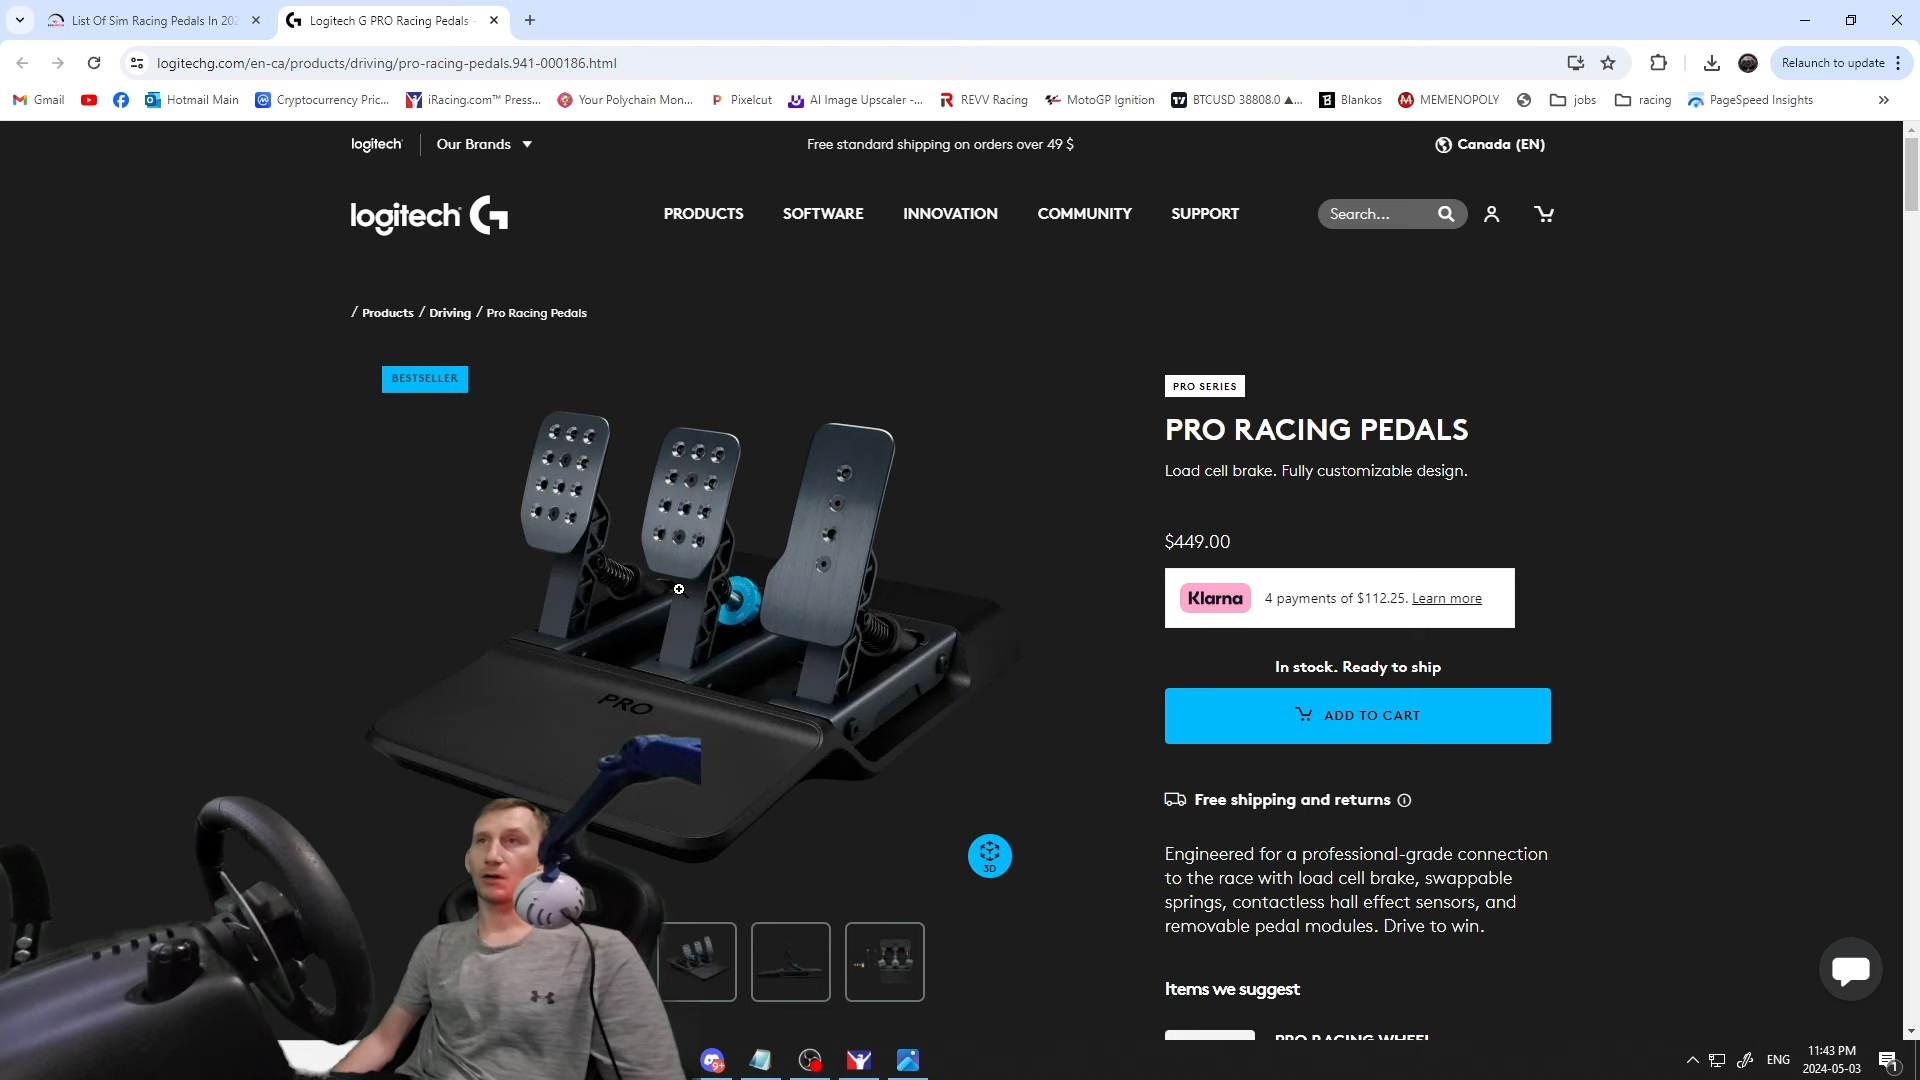 List Of Sim Racing Pedals In 202
Logitech G PRO Racing Pedals
logitechg.com/en-ca/products/driving/pro-racing-pedals.941-000186.html
Relaunch to update
Gmail
Hotmail Main
Cryptocurrency Pric...
iRacing.com™ Press...
Your Polychain Mon...
Pixelcut
AI Image Upscaler -...
REVV Racing
MotoGP Ignition
BTCUSD 38808.0 ▲...
Blankos
MEMENOPOLY
jobs
racing
PageSpeed Insights
logitech
Our Brands
Free standard shipping on orders over 49 $
Canada (EN)
logitech G
PRODUCTS
SOFTWARE
INNOVATION
COMMUNITY
SUPPORT
Search...
/ Products / Driving / Pro Racing Pedals
BESTSELLER
PRO SERIES
PRO RACING PEDALS
Load cell brake. Fully customizable design.
$449.00
Klarna
4 payments of $112.25. Learn more
In stock. Ready to ship
ADD TO CART
PRO
3D
Free shipping and returns
Engineered for a professional-grade connection
to the race with load cell brake, swappable
springs, contactless hall effect sensors, and
removable pedal modules. Drive to win.
Items we suggest
PRO RACING WHEEL
9+
ENG
11:43 PM
2024-05-03
1